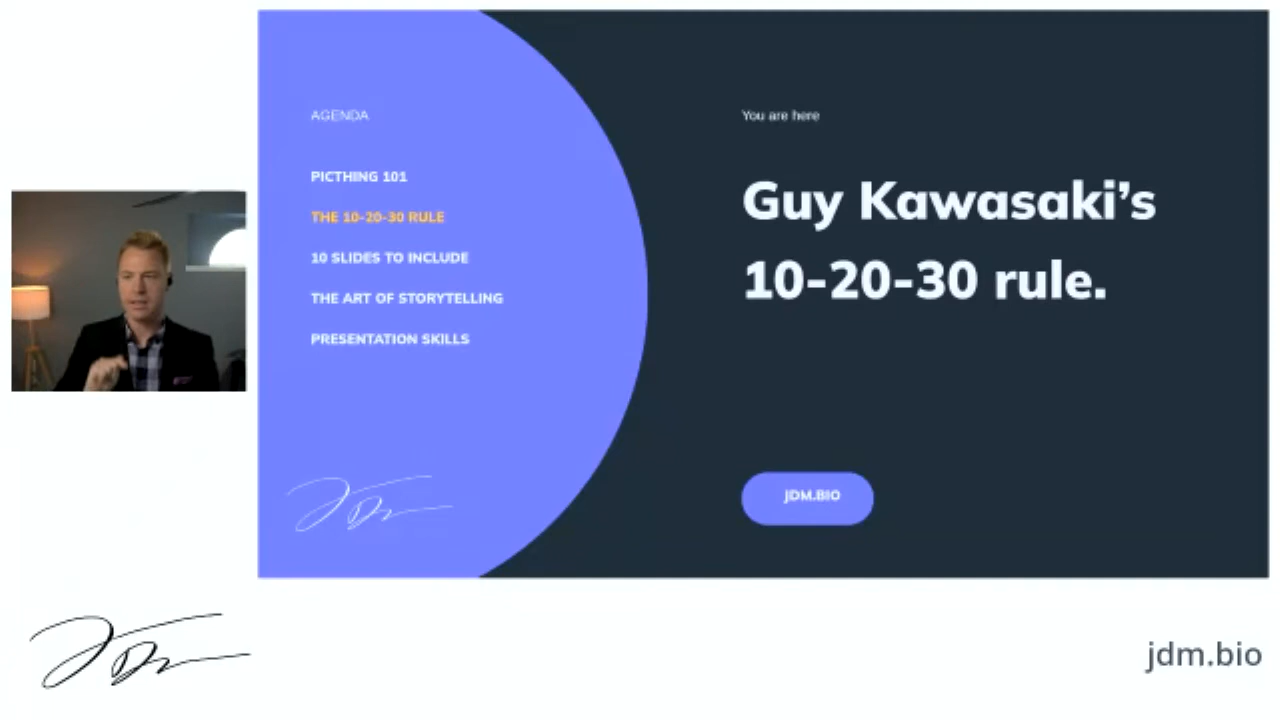 AGENDA
PICTHING 101
THE 10-20-30 RULE
10 SLIDES TO INCLUDE
THE ART OF STORYTELLING
PRESENTATION SKILLS
You are here
Guy Kawasaki’s
10-20-30 rule.
JDM.BIO
jdm.bio